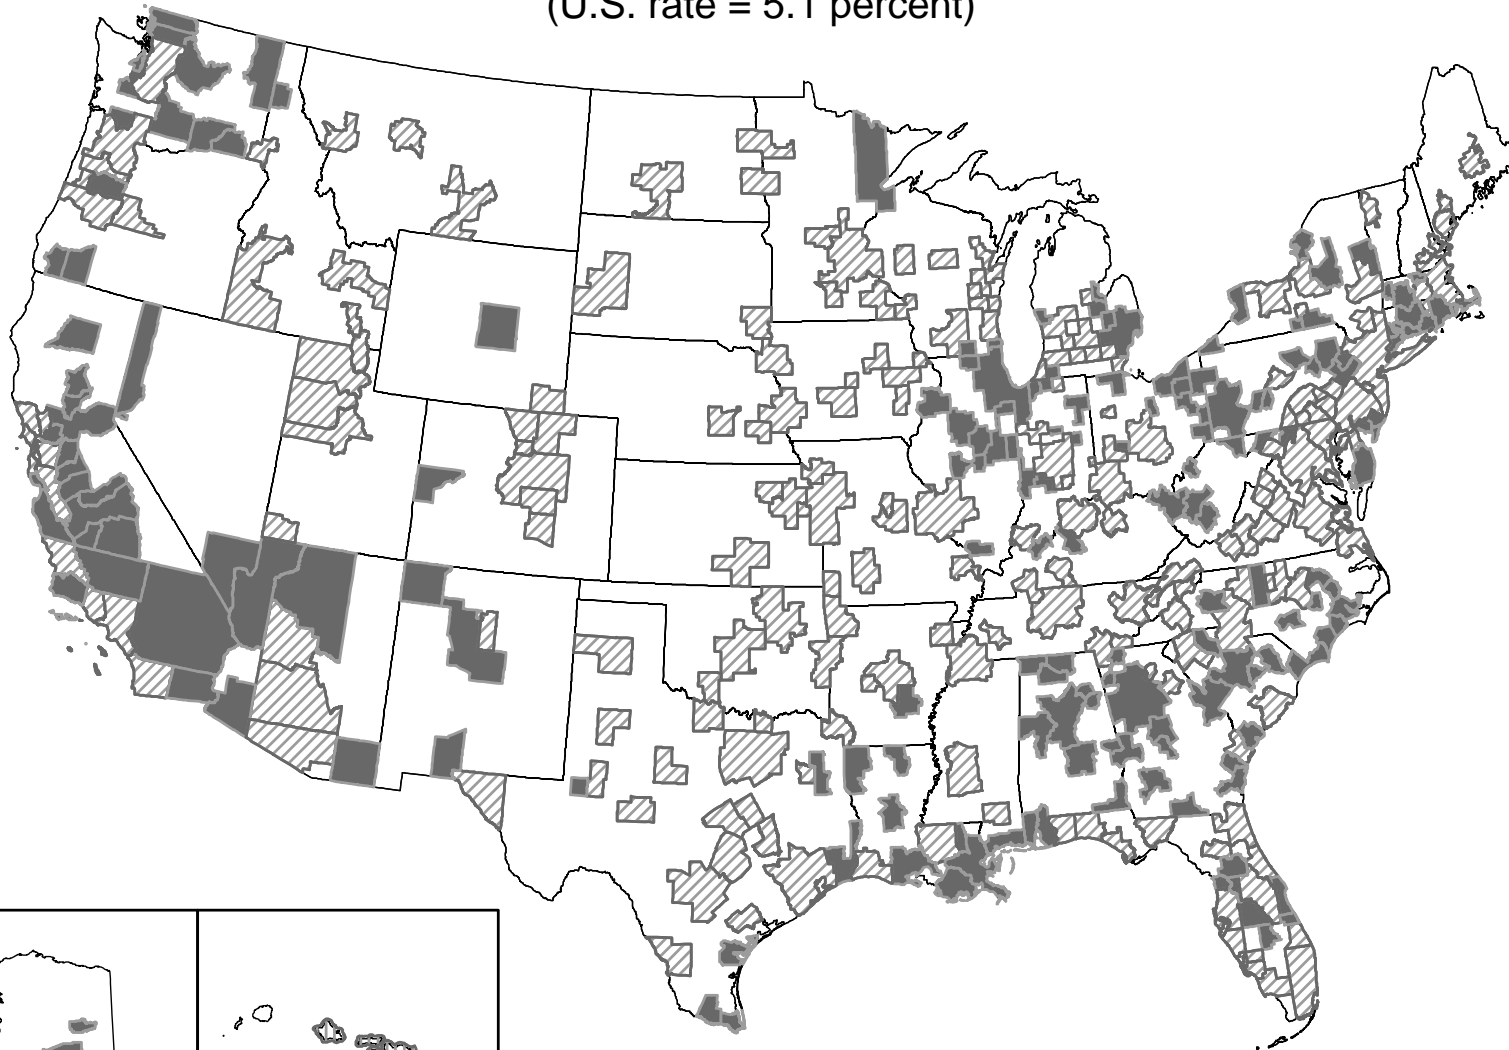 (U.S. rate = 5.1 percent)